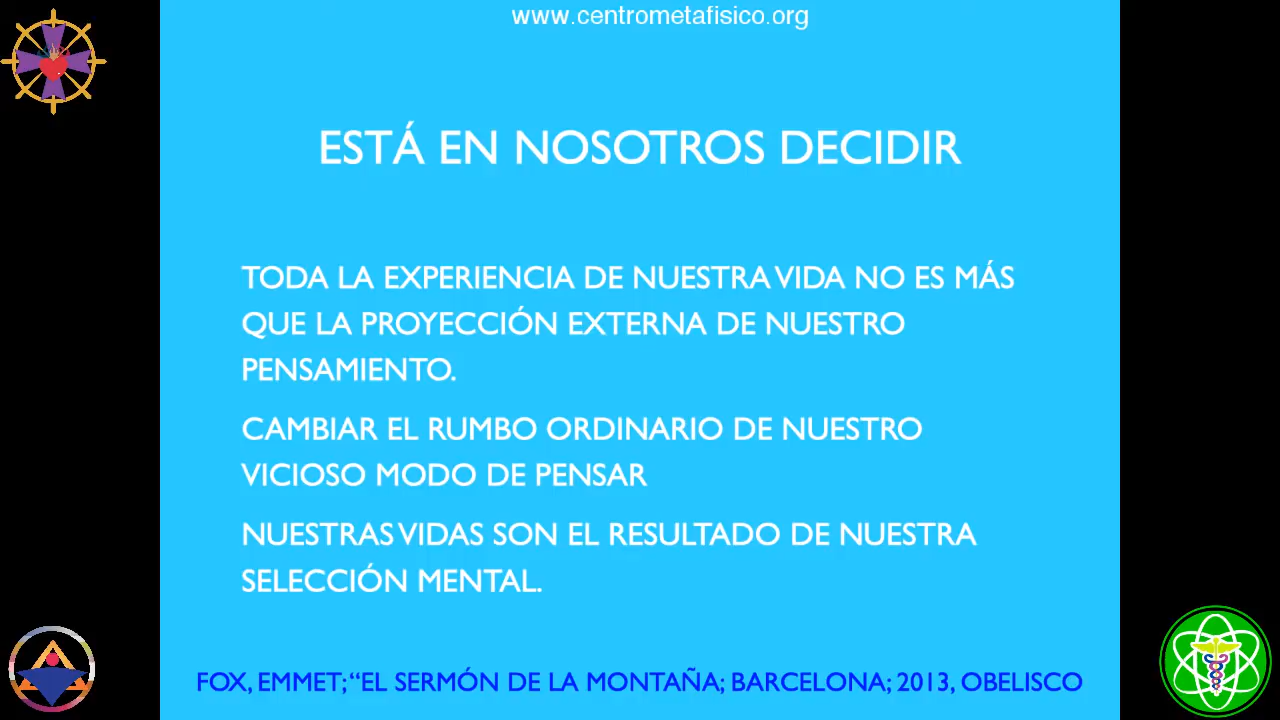 www.centrometafisico.org
ESTÁ EN NOSOTROS DECIDIR
TODA LA EXPERIENCIA DE NUESTRA VIDA NO ES MÁS
QUE LA PROYECCIÓN EXTERNA DE NUESTRO
PENSAMIENTO.
CAMBIAR EL RUMBO ORDINARIO DE NUESTRO
VICIOSO MODO DE PENSAR
NUESTRAS VIDAS SON EL RESULTADO DE NUESTRA
SELECCIÓN MENTAL.
FOX, EMMET; “EL SERMÓN DE LA MONTAÑA; BARCELONA; 2013, OBELISCO